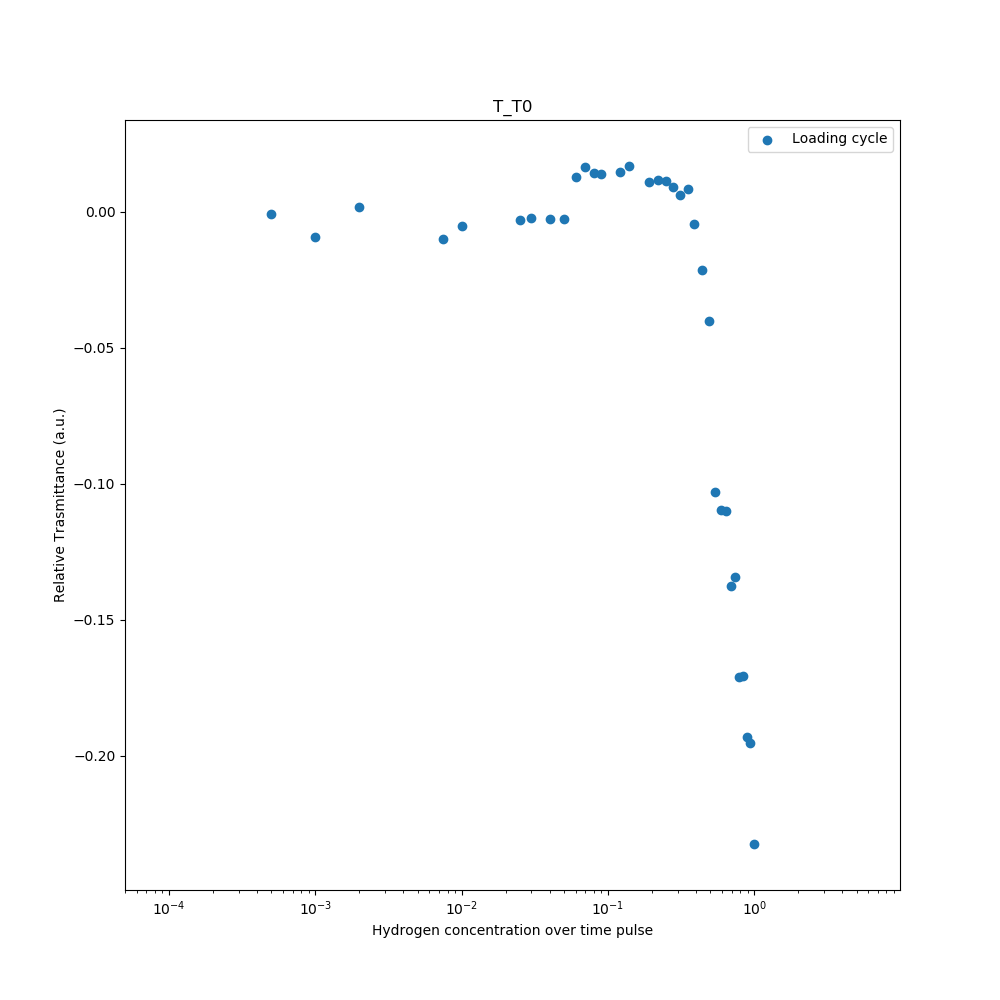 T_T0
Loading cycle
0.00
−0.05
−0.10
−0.15
−0.20
Relative Trasmittance (a.u.)
10⁻⁴ 10⁻³ 10⁻² 10⁻¹ 10⁰
Hydrogen concentration over time pulse